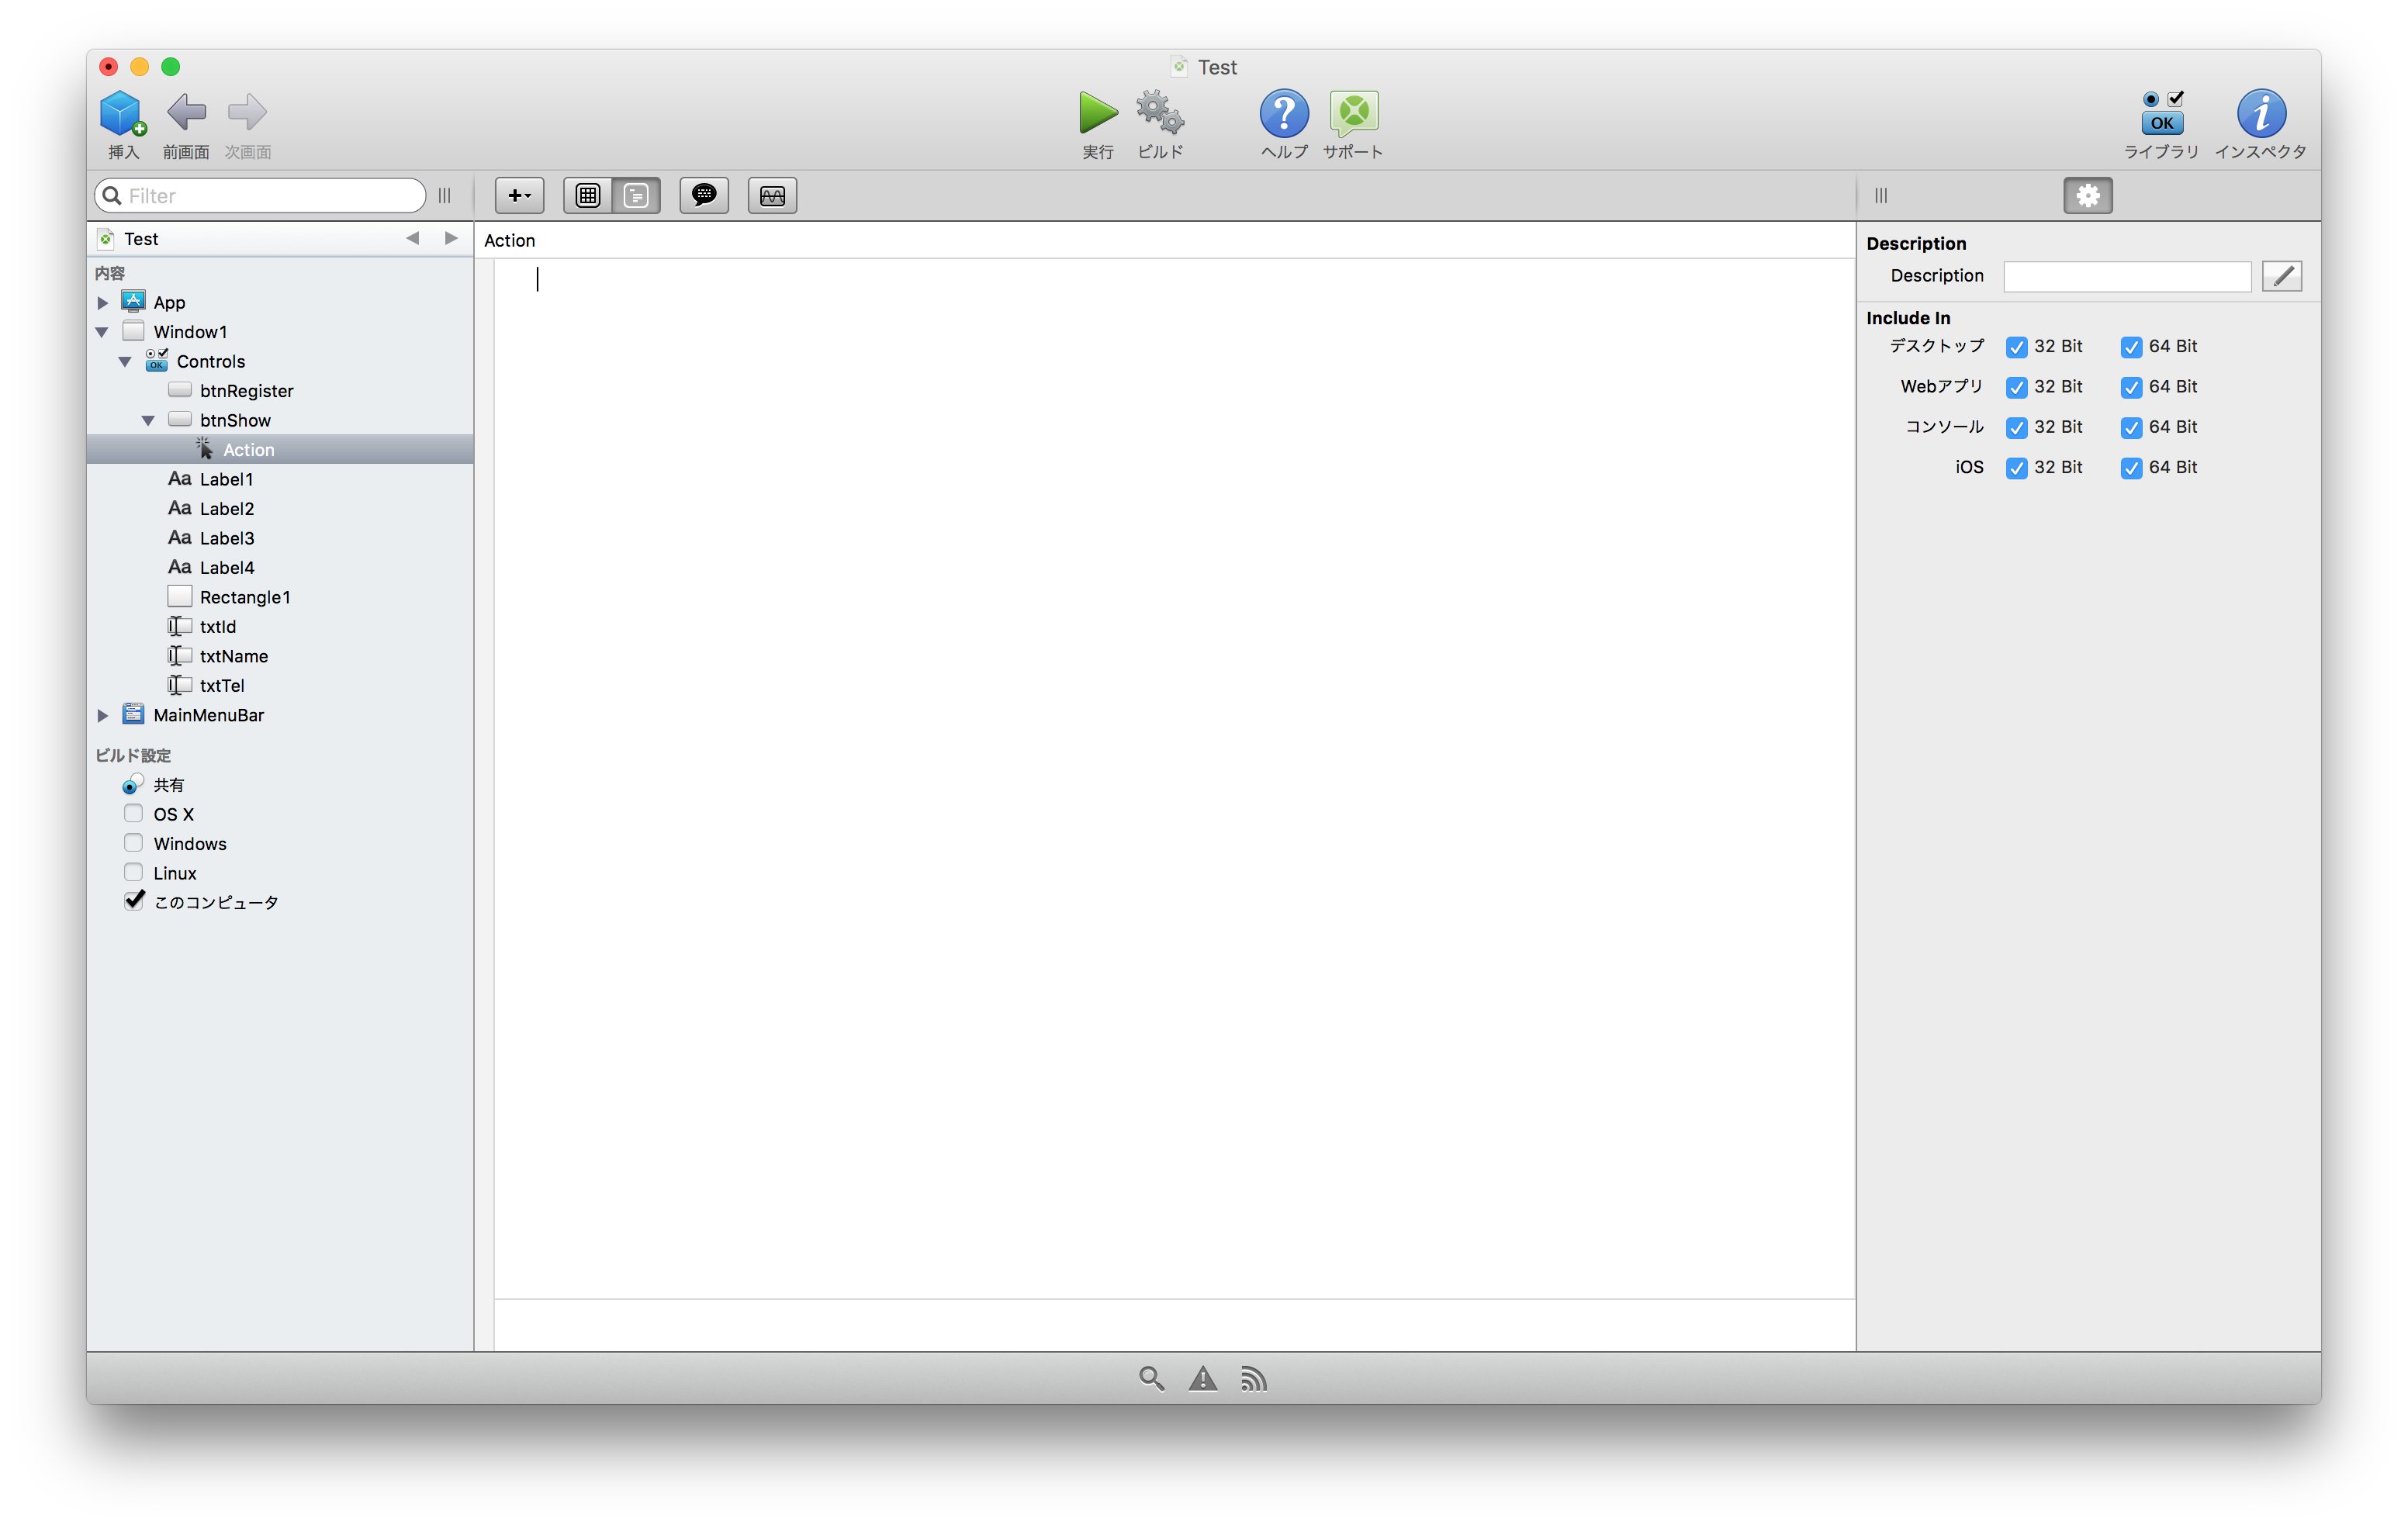 Test
挿入 前画面 次画面 実行 ビルド ヘルプ サポート OK ライブラリ インスペクタ
Filter
Test
内容
App
Window1
Controls
btnRegister
btnShow
Action
Aa Label1
Aa Label2
Aa Label3
Aa Label4
Rectangle1
txtId
txtName
txtTel
MainMenuBar
ビルド設定
共有
OS X
Windows
Linux
このコンピュータ
Action
Description
Description
Include In
デスクトップ 32 Bit 64 Bit
Webアプリ 32 Bit 64 Bit
コンソール 32 Bit 64 Bit
iOS 32 Bit 64 Bit